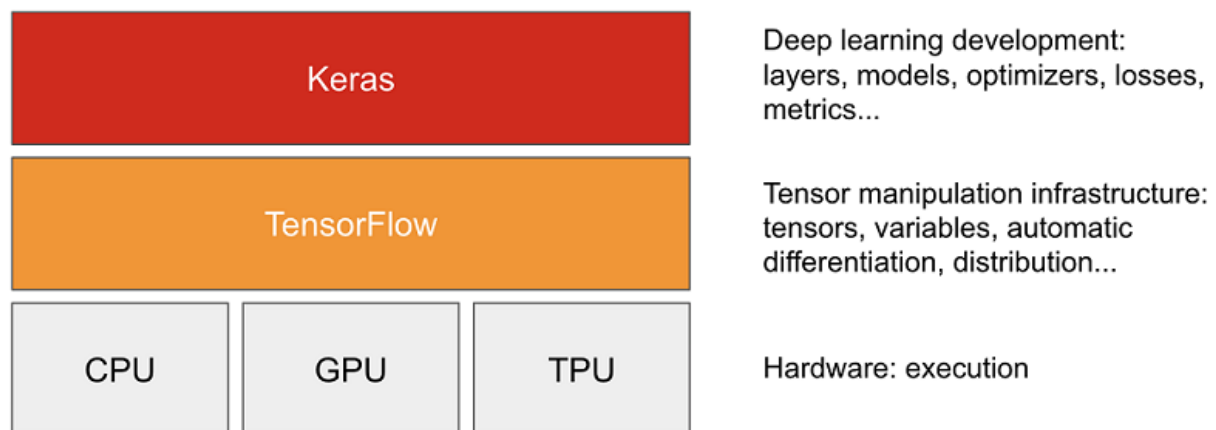 Keras
Deep learning development:
layers, models, optimizers, losses,
metrics...
TensorFlow
Tensor manipulation infrastructure:
tensors, variables, automatic
differentiation, distribution...
CPU
GPU
TPU
Hardware: execution